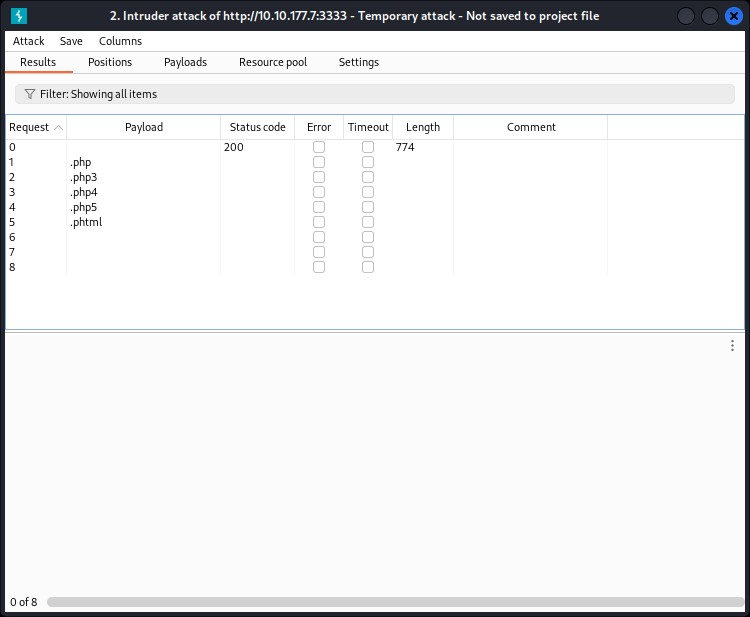 2. Intruder attack of http://10.10.177.7:3333 - Temporary attack - Not saved to project file
Attack Save Columns
Results Positions Payloads Resource pool Settings
Filter: Showing all items
Request Payload Status code Error Timeout Length Comment
0 200 774
1 .php
2 .php3
3 .php4
4 .php5
5 .phtml
6
7
8
0 of 8